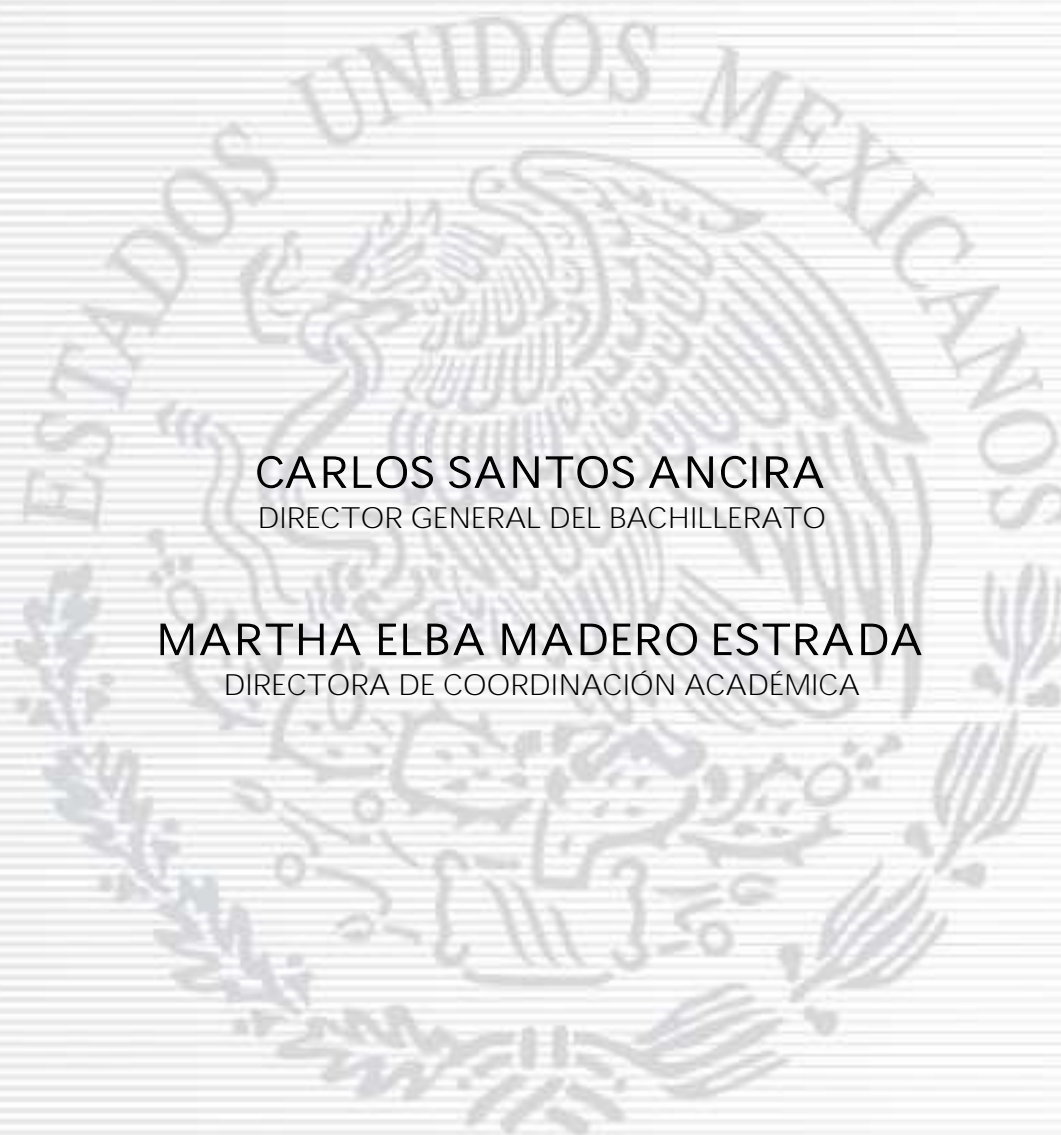 ESTADOS UNIDOS MEXICANOS
CARLOS SANTOS ANCIRA
DIRECTOR GENERAL DEL BACHILLERATO
MARTHA ELBA MADERO ESTRADA
DIRECTORA DE COORDINACIÓN ACADÉMICA